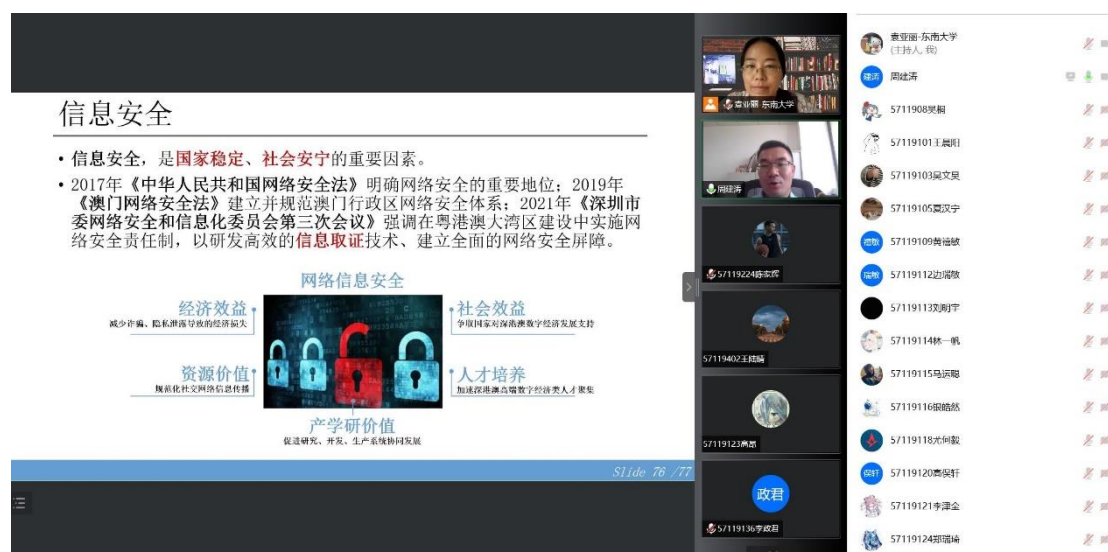 信息安全
• 信息安全，是国家稳定、社会安宁的重要因素。
• 2017年《中华人民共和国网络安全法》明确网络安全的重要地位；2019年
《澳门网络安全法》建立并规范澳门行政区网络安全体系；2021年《深圳市
委网络安全和信息化委员会第三次会议》强调在粤港澳大湾区建设中实施网
络安全责任制，以研发高效的信息取证技术、建立全面的网络安全屏障。
网络信息安全
经济效益
减少诈骗、隐私泄露导致的经济损失
社会效益
争取国家对深港澳数字经济发展支持
资源价值
规范化社交网络信息传播
人才培养
加速深港澳高端数字经济类人才聚集
产学研价值
促进研究、开发、生产系统协同发展
Slide 76 /77
袁亚丽-东南大学
周建涛
57119224陈家辉
57119402王陆晴
57119123高昂
政君
57119136李政君
袁亚丽-东南大学
(主持人, 我)
建涛
周建涛
5711908吴桐
57119101王晨阳
57119103吴文昊
57119105夏汉宁
禧敏
57119109黄禧敏
瑞敏
57119112边瑞敏
57119113刘明宇
57119114林一帆
57119115马运聪
57119116银皓然
57119118尤何毅
俣轩
57119120高俣轩
57119121李津全
57119124郑瑞琦